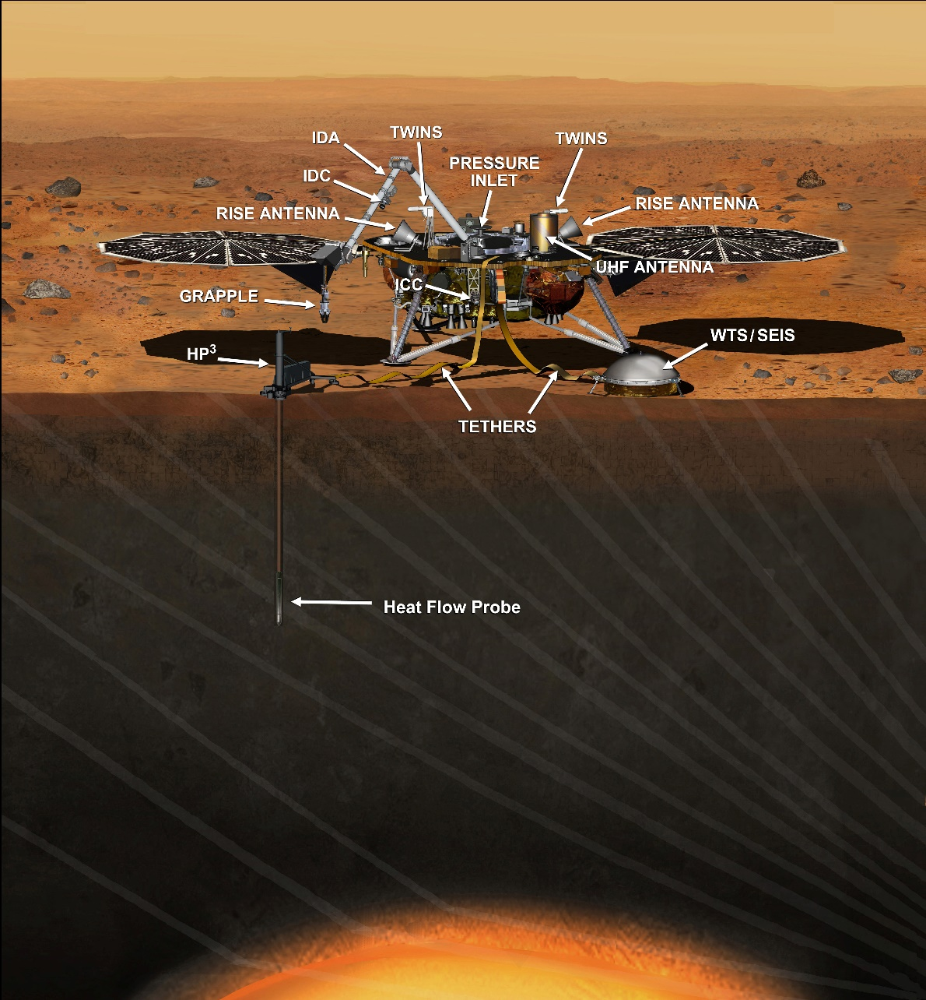 IDA
TWINS
TWINS
PRESSURE
INLET
IDC
RISE ANTENNA
RISE ANTENNA
UHF ANTENNA
ICC
GRAPPLE
WTS/SEIS
HP³
TETHERS
Heat Flow Probe